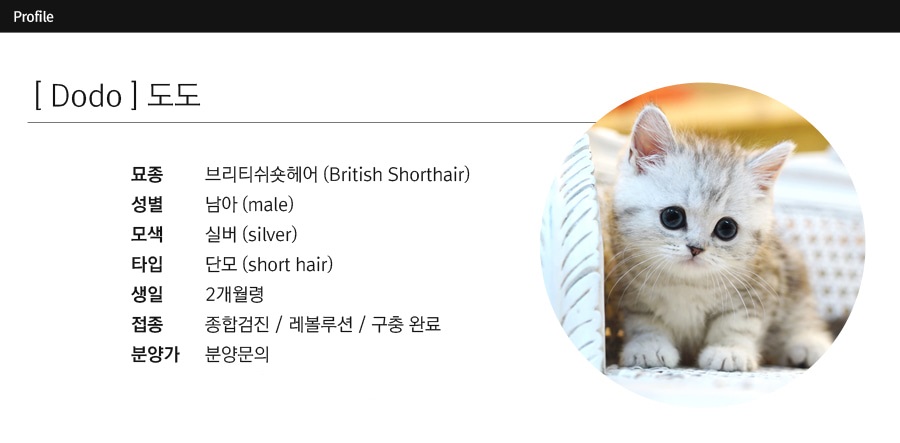 Profile
[ Dodo ] 도도
묘종 브리티쉬숏헤어 (British Shorthair)
성별 남아 (male)
모색 실버 (silver)
타입 단모 (short hair)
생일 2개월령
접종 종합검진 / 레볼루션 / 구충 완료
분양가 분양문의